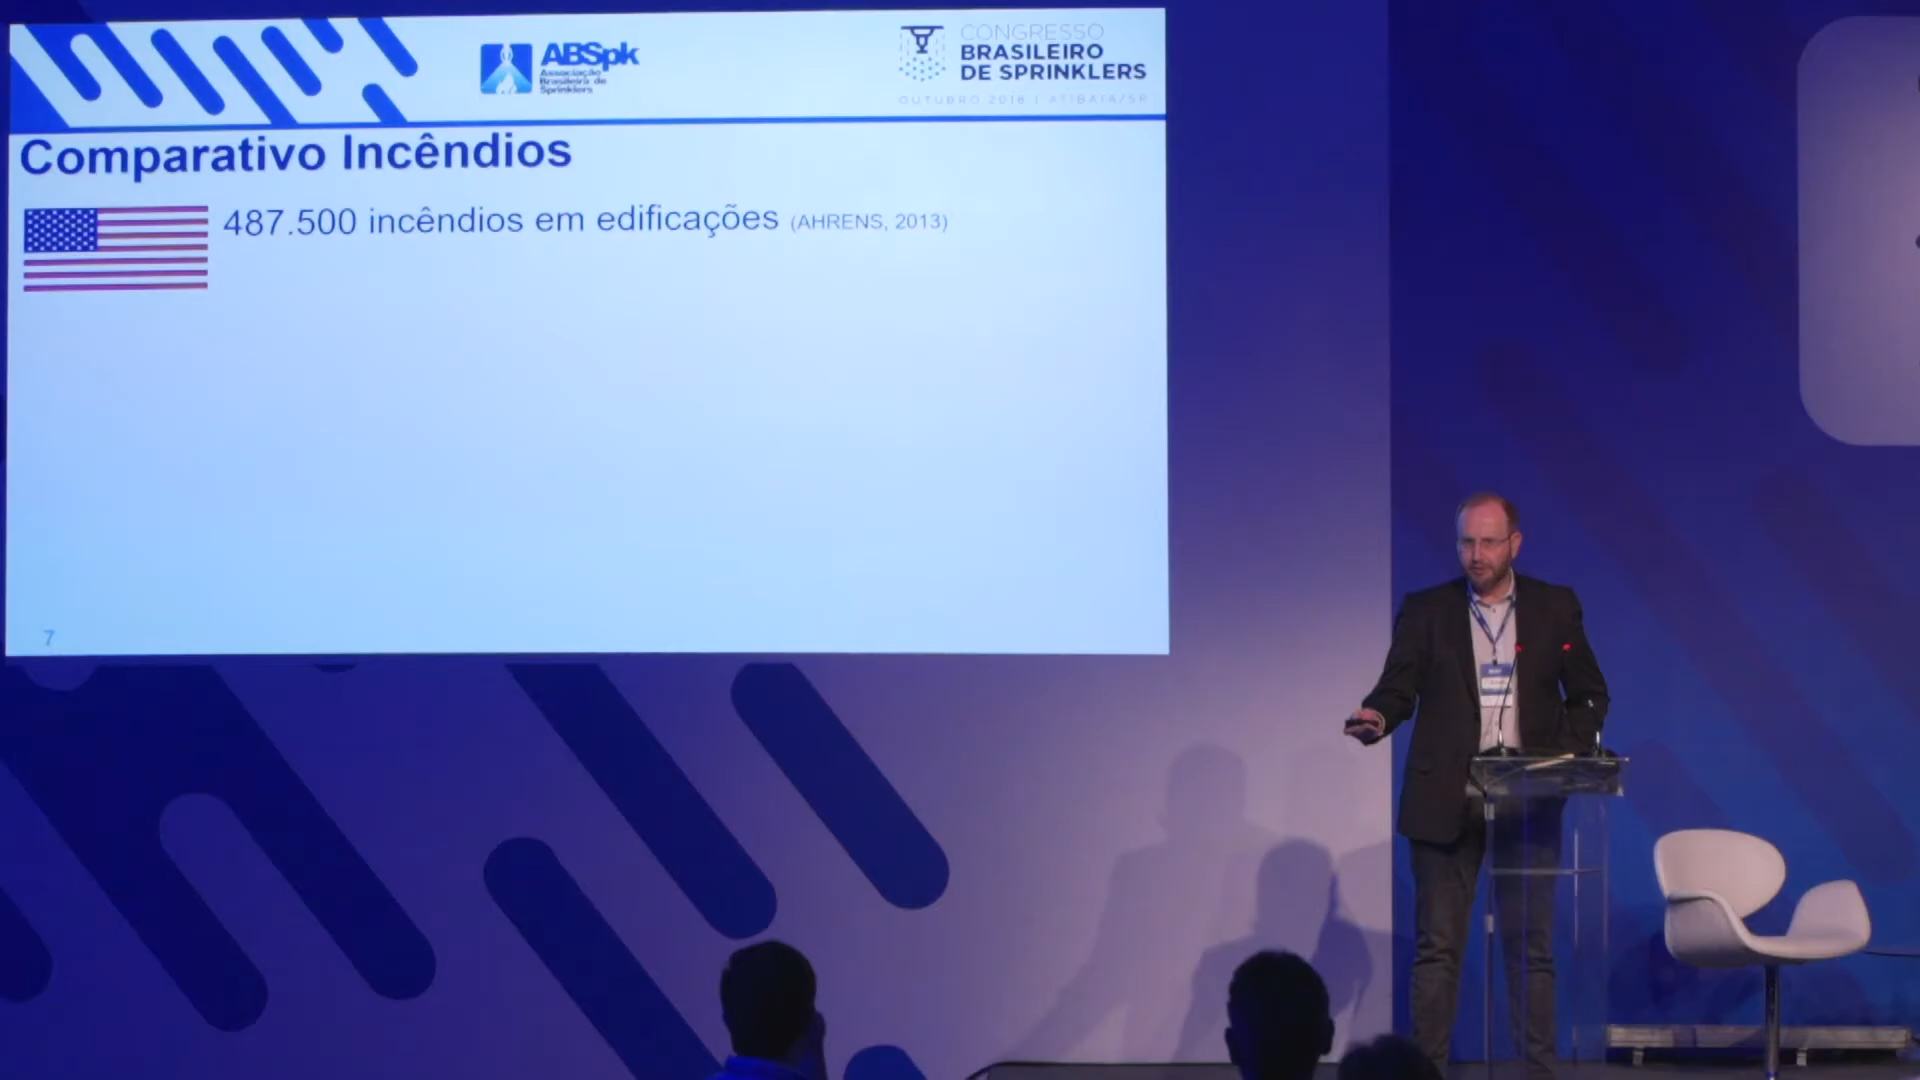 ABSpk
Associação
Brasileira de
Sprinklers
CONGRESSO
BRASILEIRO
DE SPRINKLERS
OUTUBRO 2018 | ATIBAIA/SP
Comparativo Incêndios
487.500 incêndios em edificações (AHRENS, 2013)
7